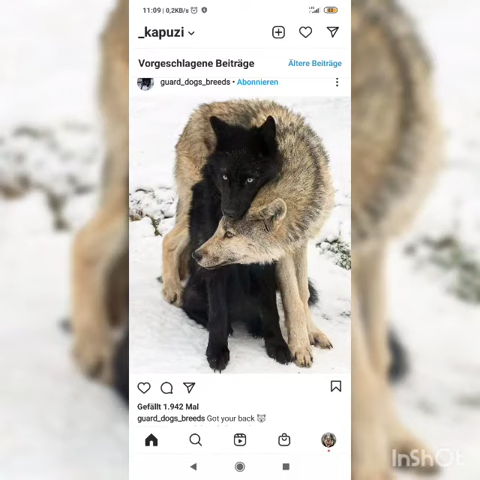 11:09 | 0,2KB/s
_kapuzi
Vorgeschlagene Beiträge
Ältere Beiträge
guard_dogs_breeds • Abonnieren
Gefällt 1.942 Mal
guard_dogs_breeds Got your back
InShOt